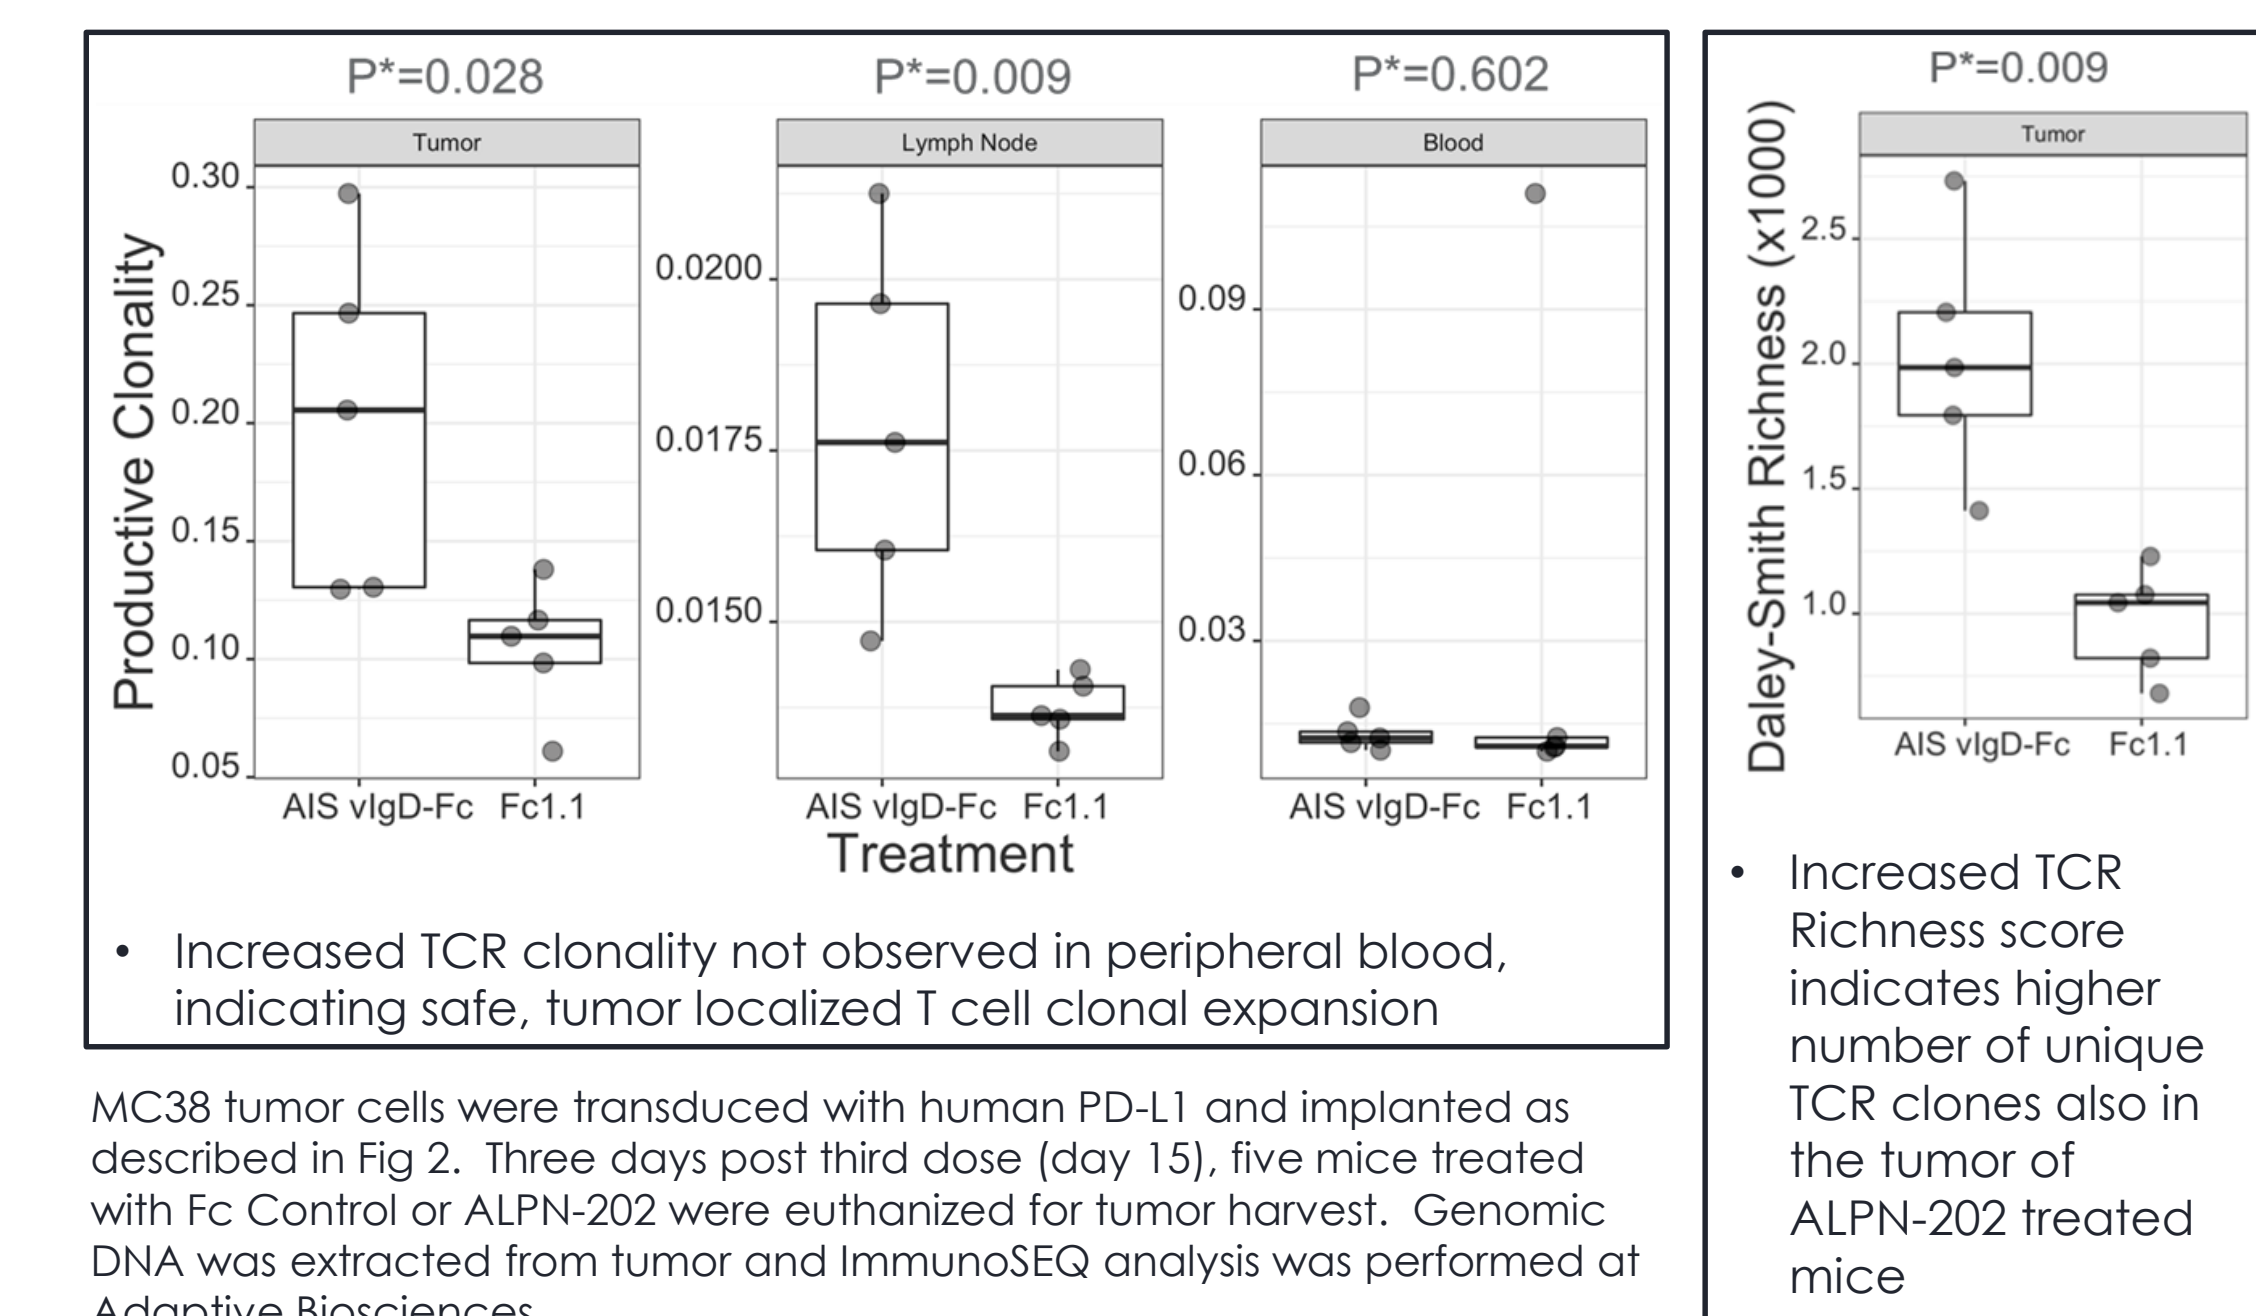 P*=0.028
P*=0.009
P*=0.602
Tumor
Lymph Node
Blood
Productive Clonality
0.30
0.25
0.20
0.15
0.10
0.05
0.0200
0.0175
0.0150
0.09
0.06
0.03
AIS vIgD-Fc Fc1.1
AIS vIgD-Fc Fc1.1
AIS vIgD-Fc Fc1.1
Treatment
• Increased TCR clonality not observed in peripheral blood,
indicating safe, tumor localized T cell clonal expansion
MC38 tumor cells were transduced with human PD-L1 and implanted as
described in Fig 2. Three days post third dose (day 15), five mice treated
with Fc Control or ALPN-202 were euthanized for tumor harvest. Genomic
DNA was extracted from tumor and ImmunoSEQ analysis was performed at
Adaptive Biosciences
P*=0.009
Tumor
Daley-Smith Richness (x1000)
2.5
2.0
1.5
1.0
AIS vIgD-Fc Fc1.1
• Increased TCR
Richness score
indicates higher
number of unique
TCR clones also in
the tumor of
ALPN-202 treated
mice